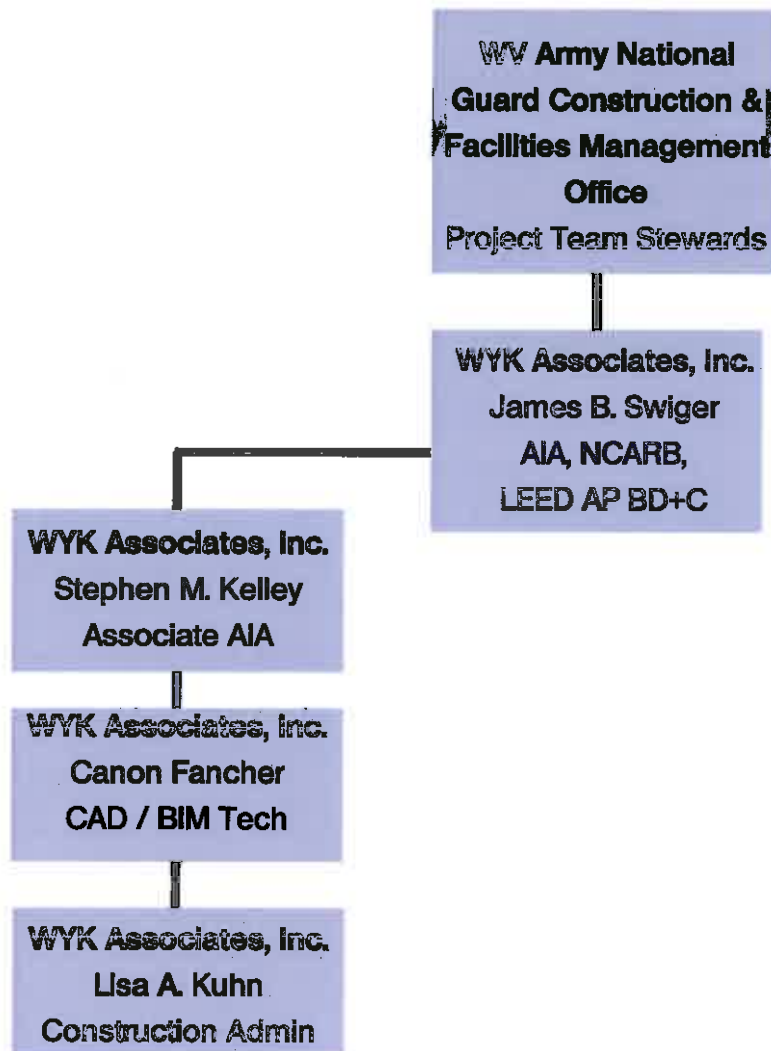 WV Army National
Guard Construction &
Facilities Management
Office
Project Team Stewards
WYK Associates, Inc.
James B. Swiger
AIA, NCARB,
LEED AP BD+C
WYK Associates, Inc.
Stephen M. Kelley
Associate AIA
WYK Associates, Inc.
Canon Fancher
CAD / BIM Tech
WYK Associates, Inc.
Lisa A. Kuhn
Construction Admin